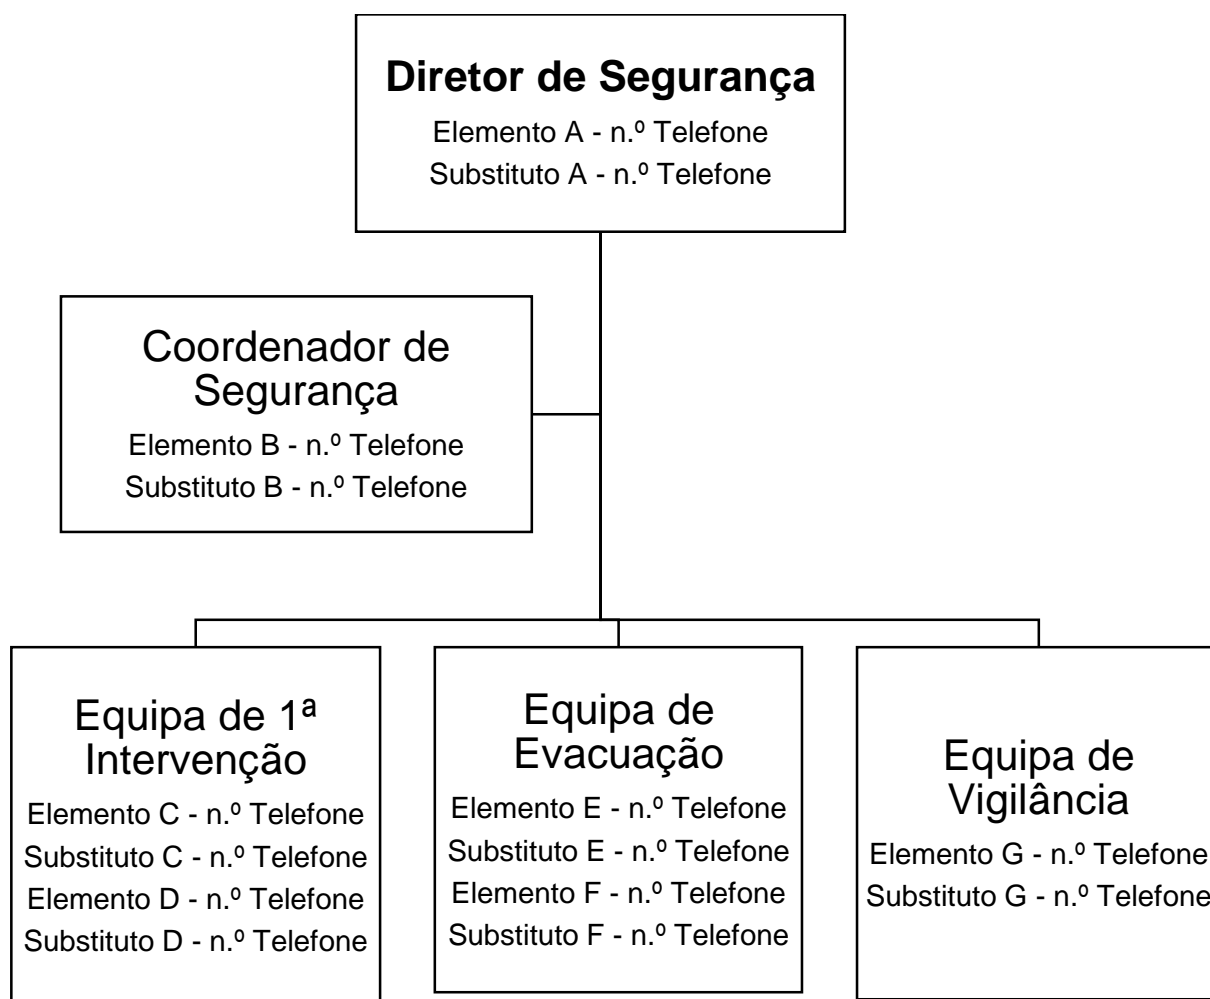 Diretor de Segurança
Elemento A - n.º Telefone
Substituto A - n.º Telefone
Coordenador de
Segurança
Elemento B - n.º Telefone
Substituto B - n.º Telefone
Equipa de 1ª
Intervenção
Elemento C - n.º Telefone
Substituto C - n.º Telefone
Elemento D - n.º Telefone
Substituto D - n.º Telefone
Equipa de
Evacuação
Elemento E - n.º Telefone
Substituto E - n.º Telefone
Elemento F - n.º Telefone
Substituto F - n.º Telefone
Equipa de
Vigilância
Elemento G - n.º Telefone
Substituto G - n.º Telefone